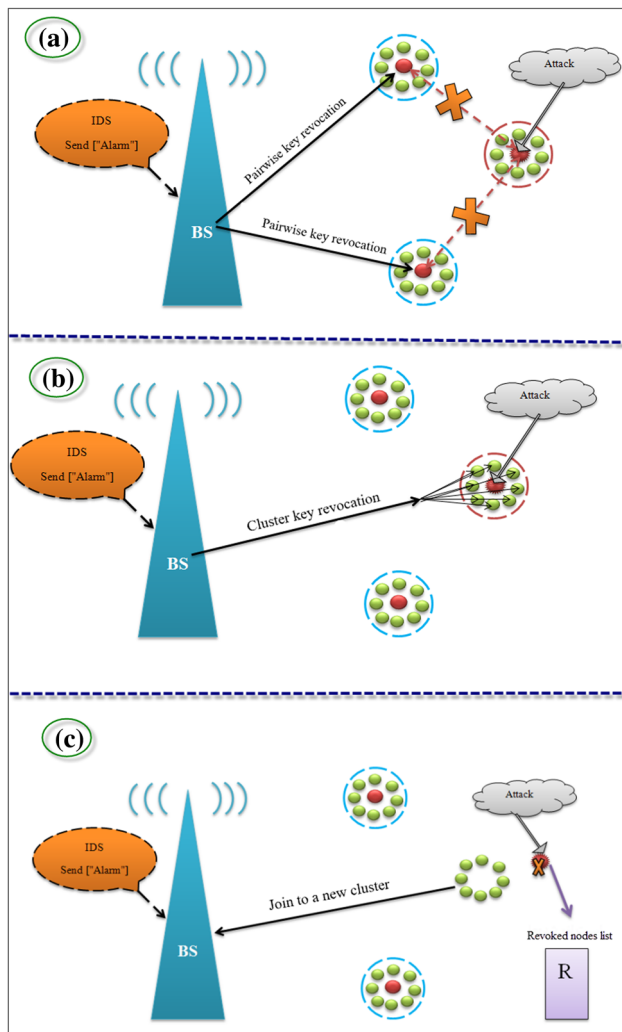 (a)
Attack
IDS
Send ["Alarm"]
Pairwise key revocation
Pairwise key revocation
BS
(b)
Attack
IDS
Send ["Alarm"]
Cluster key revocation
BS
(c)
Attack
IDS
Send ["Alarm"]
Join to a new cluster
X
Revoked nodes list
BS
R